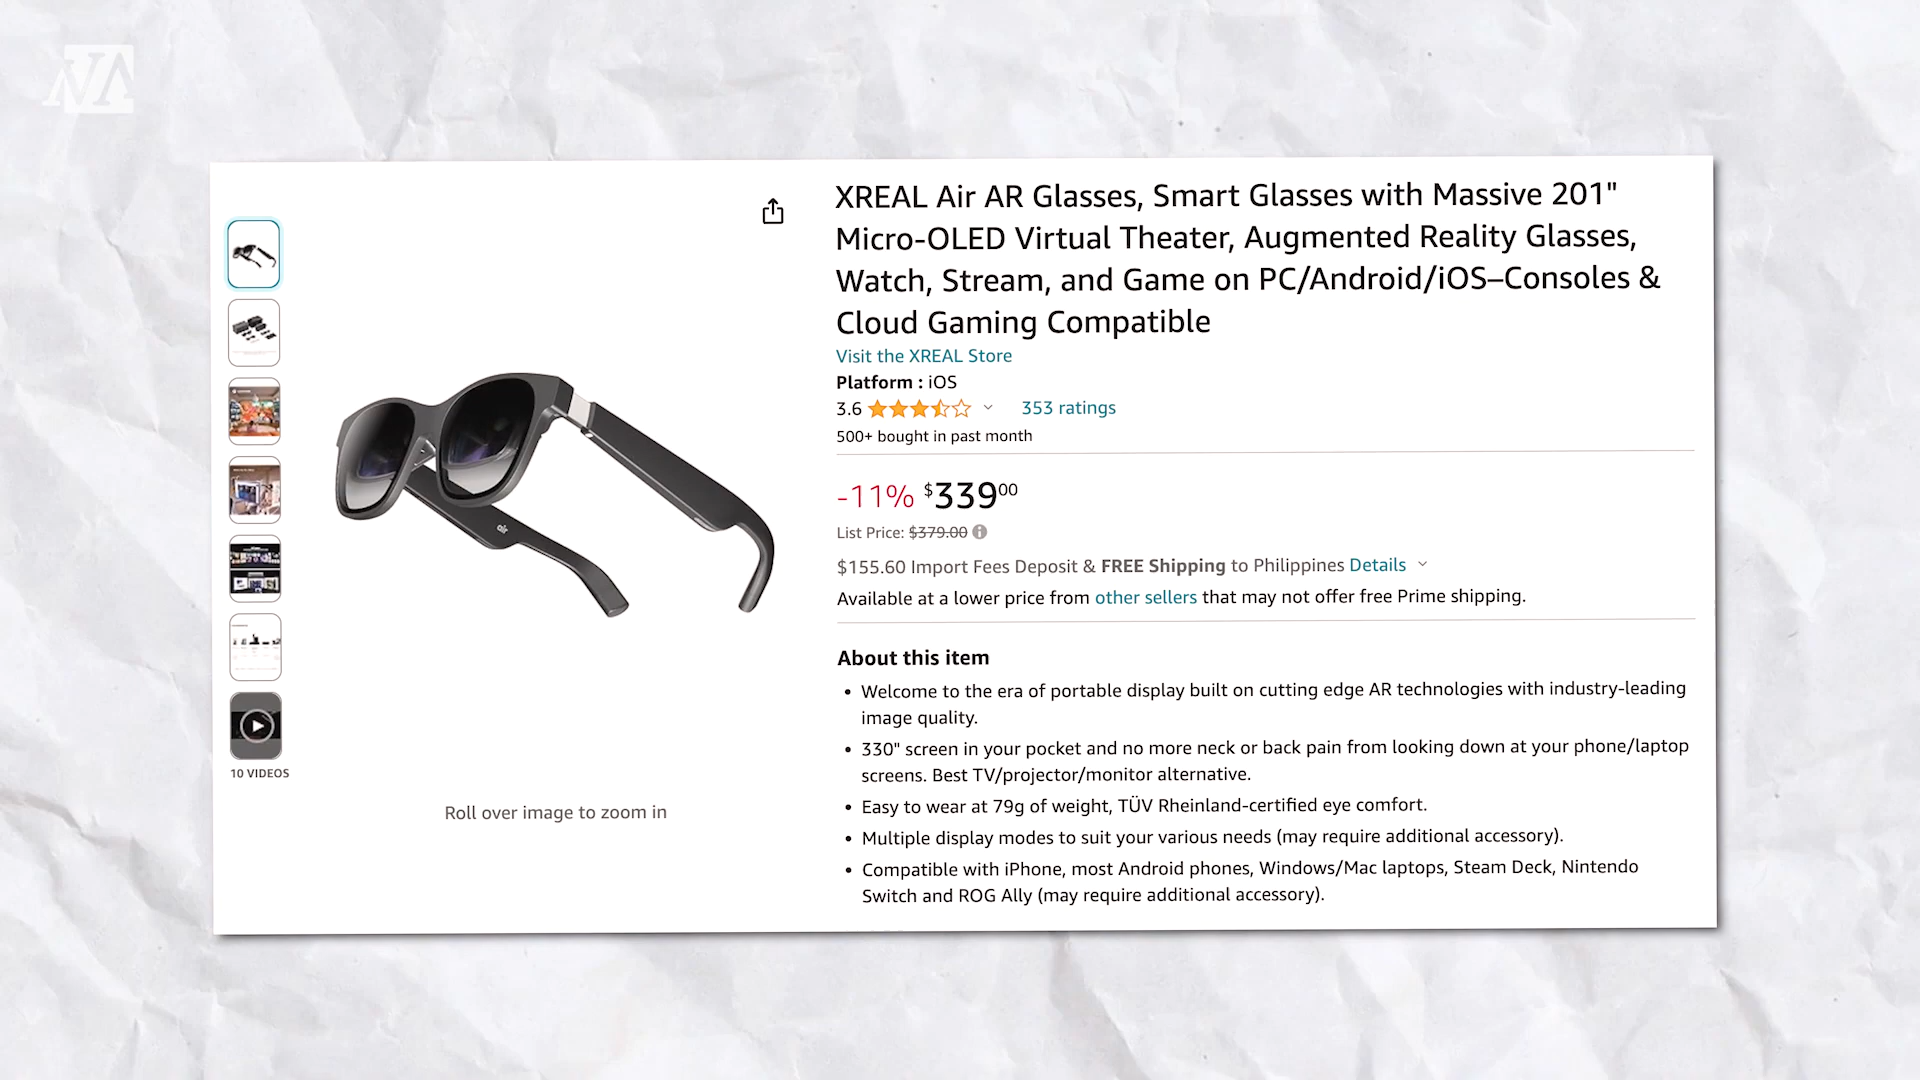 XREAL Air AR Glasses, Smart Glasses with Massive 201"
Micro-OLED Virtual Theater, Augmented Reality Glasses,
Watch, Stream, and Game on PC/Android/iOS–Consoles &
Cloud Gaming Compatible
Visit the XREAL Store
Platform : iOS
3.6 353 ratings
500+ bought in past month
-11% $33900
List Price: $379.00
$155.60 Import Fees Deposit & FREE Shipping to Philippines Details
Available at a lower price from other sellers that may not offer free Prime shipping.
About this item
• Welcome to the era of portable display built on cutting edge AR technologies with industry-leading
image quality.
• 330" screen in your pocket and no more neck or back pain from looking down at your phone/laptop
screens. Best TV/projector/monitor alternative.
• Easy to wear at 79g of weight, TÜV Rheinland-certified eye comfort.
• Multiple display modes to suit your various needs (may require additional accessory).
• Compatible with iPhone, most Android phones, Windows/Mac laptops, Steam Deck, Nintendo
Switch and ROG Ally (may require additional accessory).
air
10 VIDEOS
Roll over image to zoom in